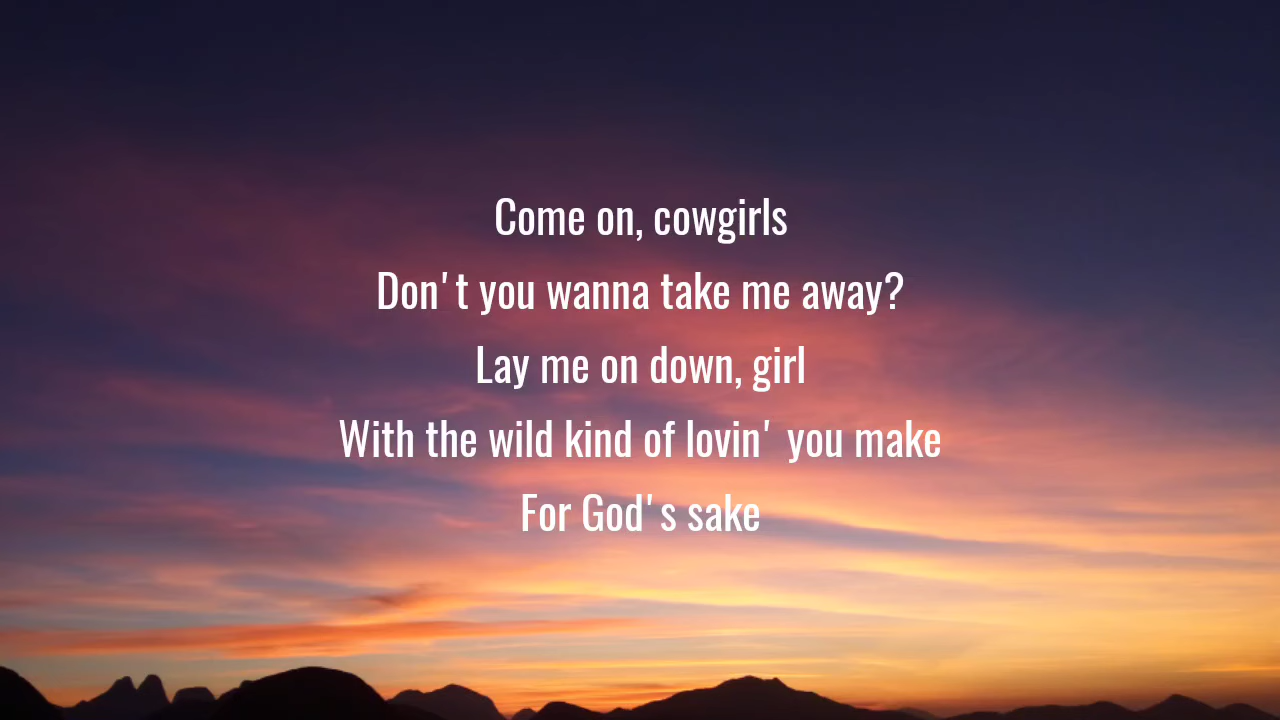 Come on, cowgirls
Don't you wanna take me away?
Lay me on down, girl
With the wild kind of lovin' you make
For God's sake